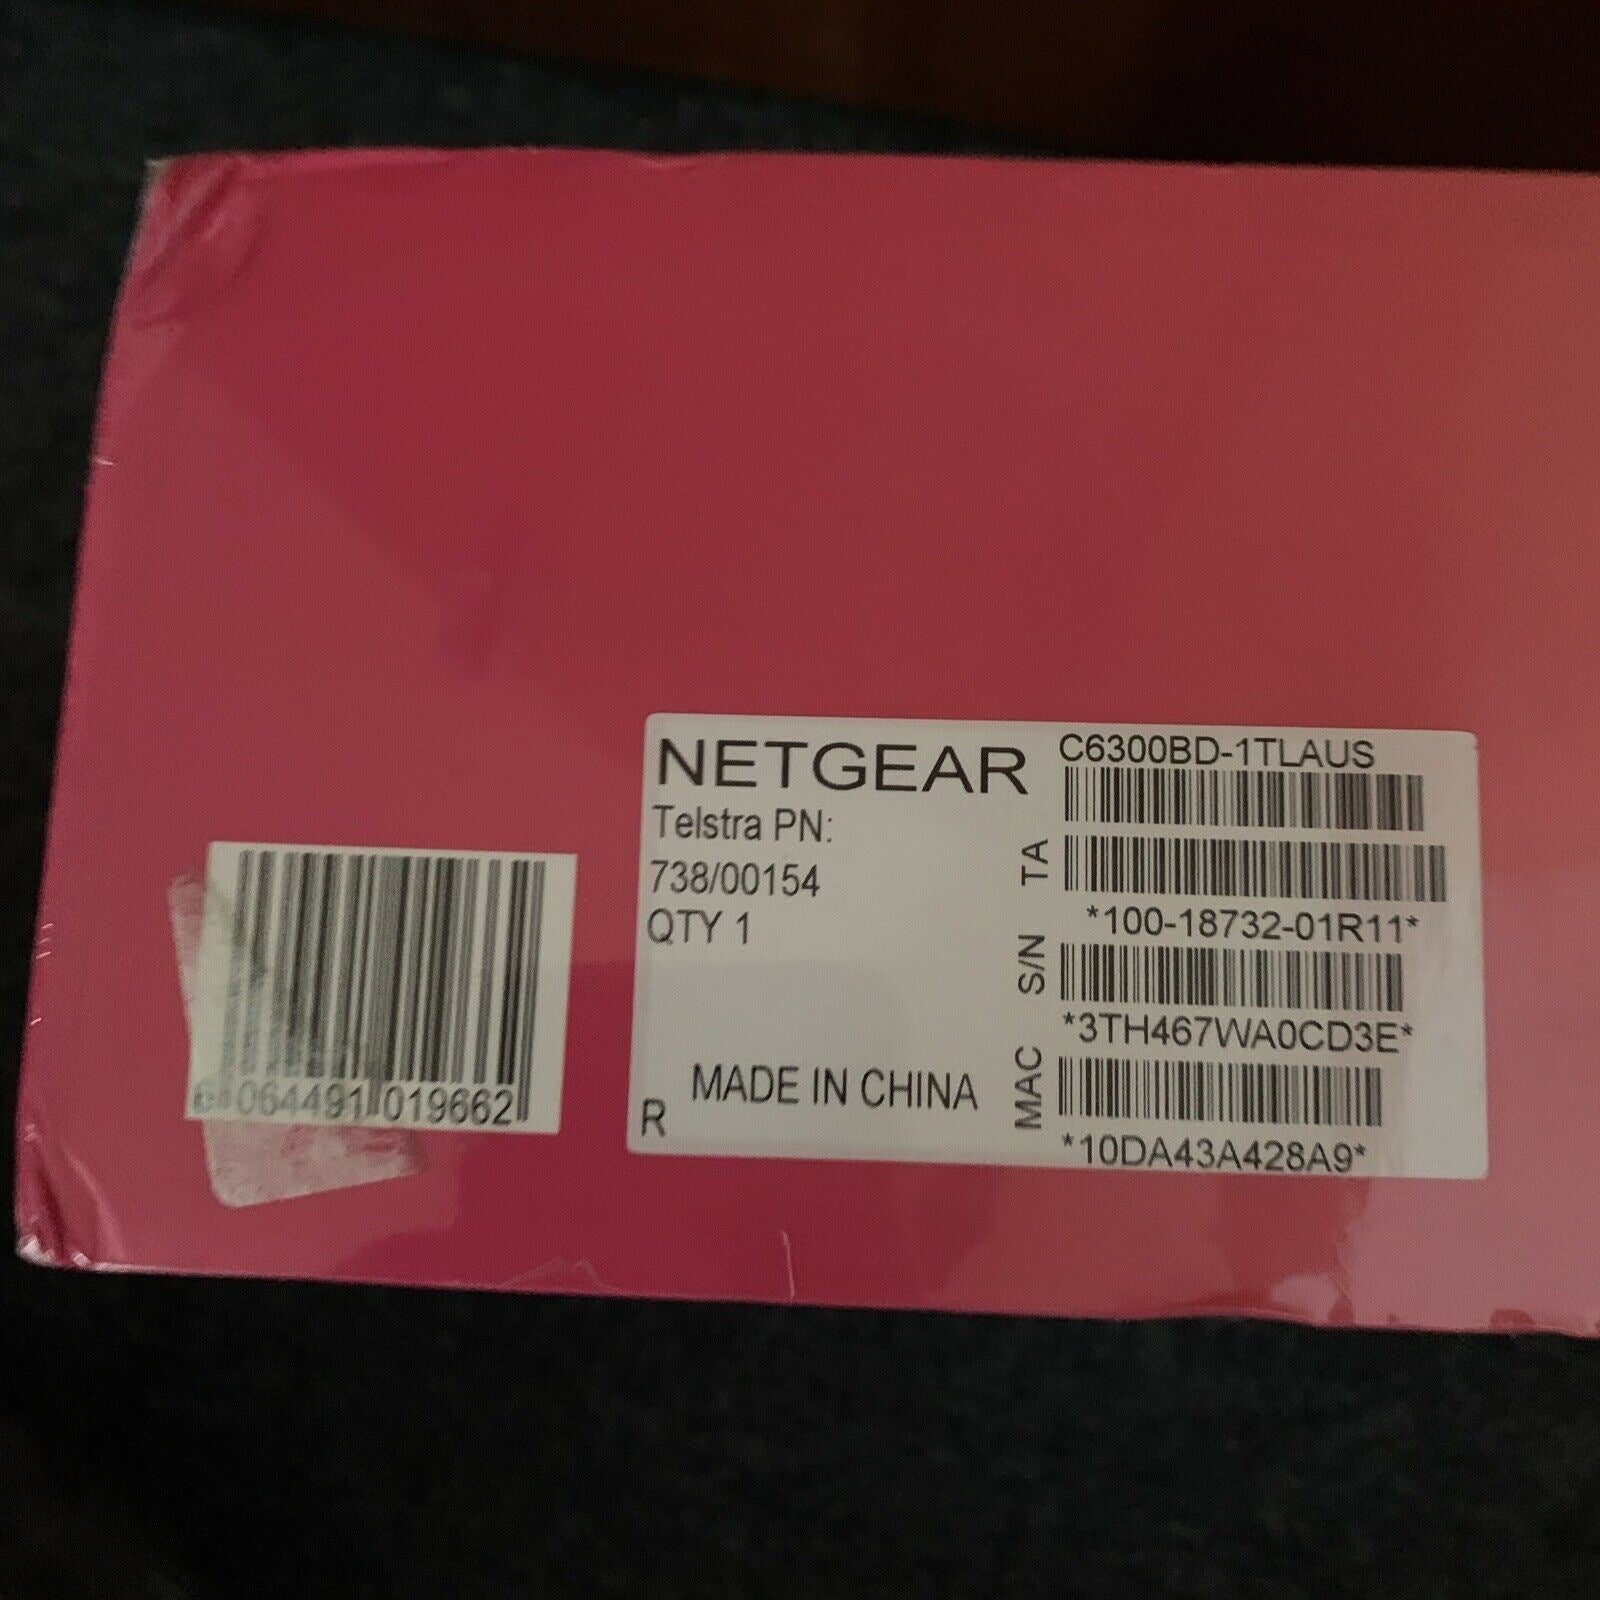 NETGEAR
Telstra PN:
738/00154
QTY 1
MADE IN CHINA
R
C6300BD-1TLAUS
TA
*100-18732-01R11*
S/N
*3TH467WA0CD3E*
MAC
*10DA43A428A9*
064491 019662